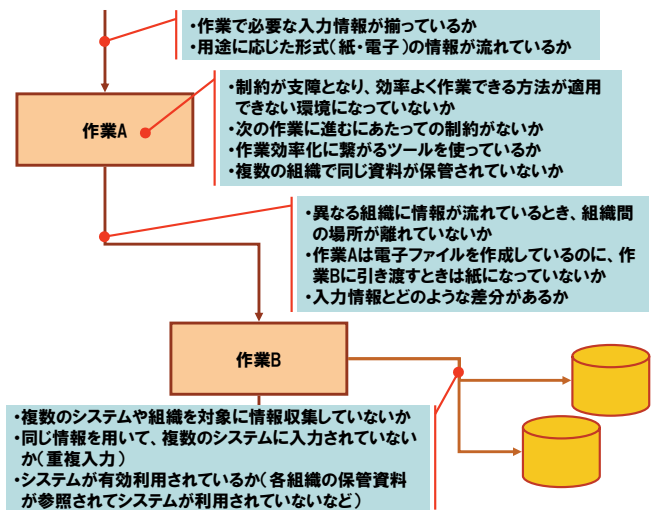 ・作業で必要な入力情報が揃っているか
・用途に応じた形式(紙・電子)の情報が流れているか
・制約が支障となり、効率よく作業できる方法が適用
できない環境になっていないか
・次の作業に進むにあたっての制約がないか
・作業効率化に繋がるツールを使っているか
・複数の組織で同じ資料が保管されていないか
作業A
・異なる組織に情報が流れているとき、組織間
の場所が離れていないか
・作業Aは電子ファイルを作成しているのに、作
業Bに引き渡すときは紙になっていないか
・入力情報とどのような差分があるか
作業B
・複数のシステムや組織を対象に情報収集していないか
・同じ情報を用いて、複数のシステムに入力されていない
か(重複入力)
・システムが有効利用されているか(各組織の保管資料
が参照されてシステムが利用されていないなど)